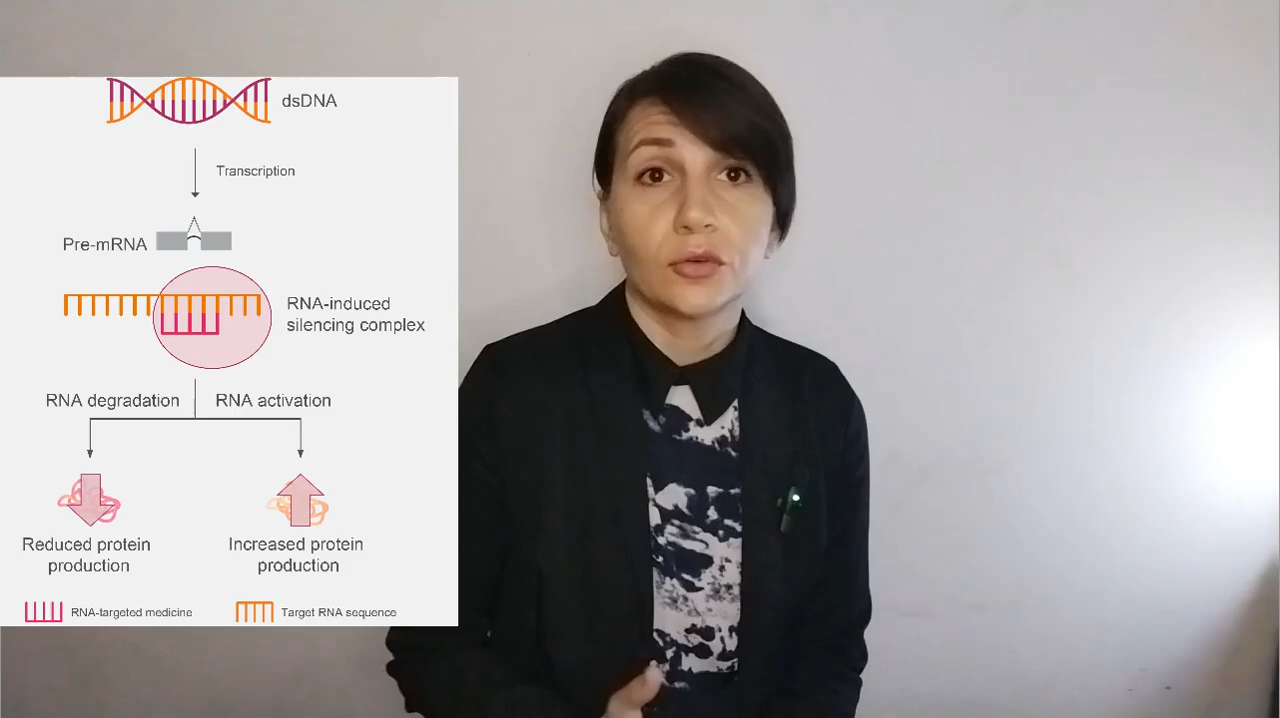 dsDNA
Transcription
Pre-mRNA
RNA-induced
silencing complex
RNA degradation
RNA activation
Reduced protein
production
Increased protein
production
RNA-targeted medicine
Target RNA sequence